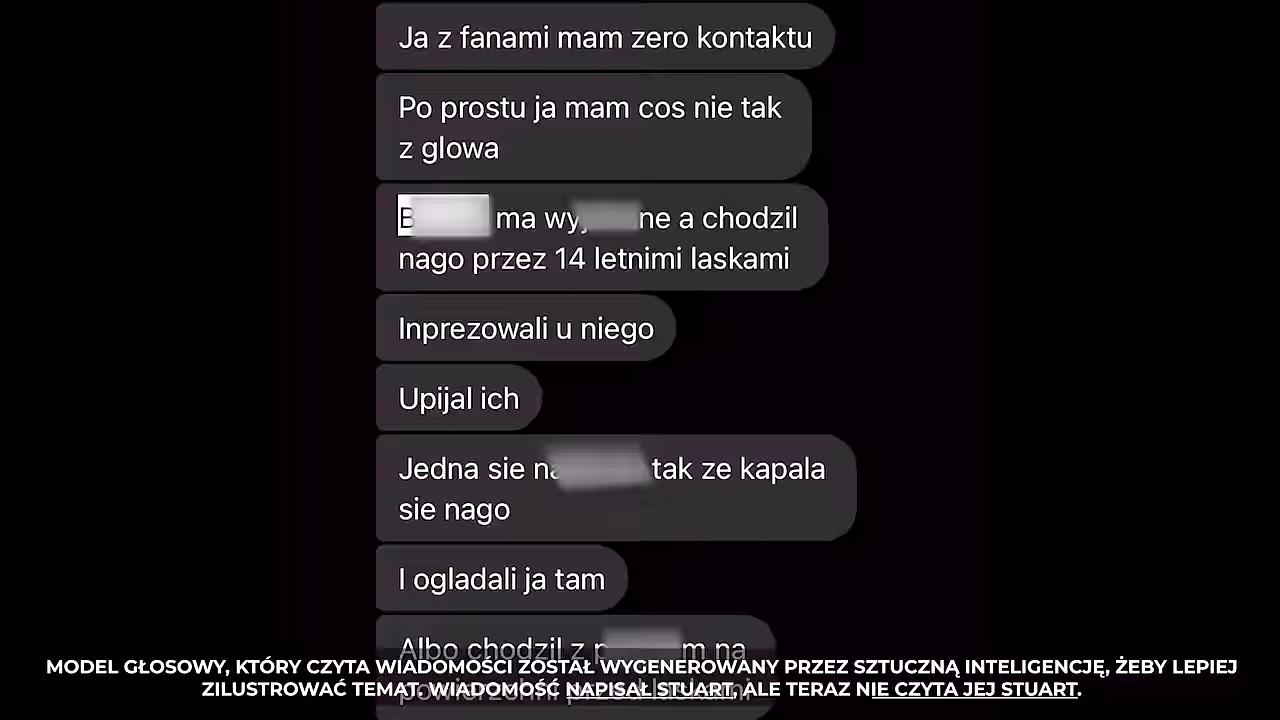 Ja z fanami mam zero kontaktu
Po prostu ja mam cos nie tak
z glowa
ma ne a chodzil
nago przez 14 letnimi laskami
Inprezowali u niego
Upijal ich
Jedna sie tak ze kapala
sie nago
I ogladali ja tam
Albo chodzil z na
MODEL GŁOSOWY, KTÓRY CZYTA WIADOMOŚCI ZOSTAŁ WYGENEROWANY PRZEZ SZTUCZNĄ INTELIGENCJĘ, ŻEBY LEPIEJ
ZILUSTROWAĆ TEMAT. WIADOMOŚĆ NAPISAŁ STUART, ALE TERAZ NIE CZYTA JEJ STUART.